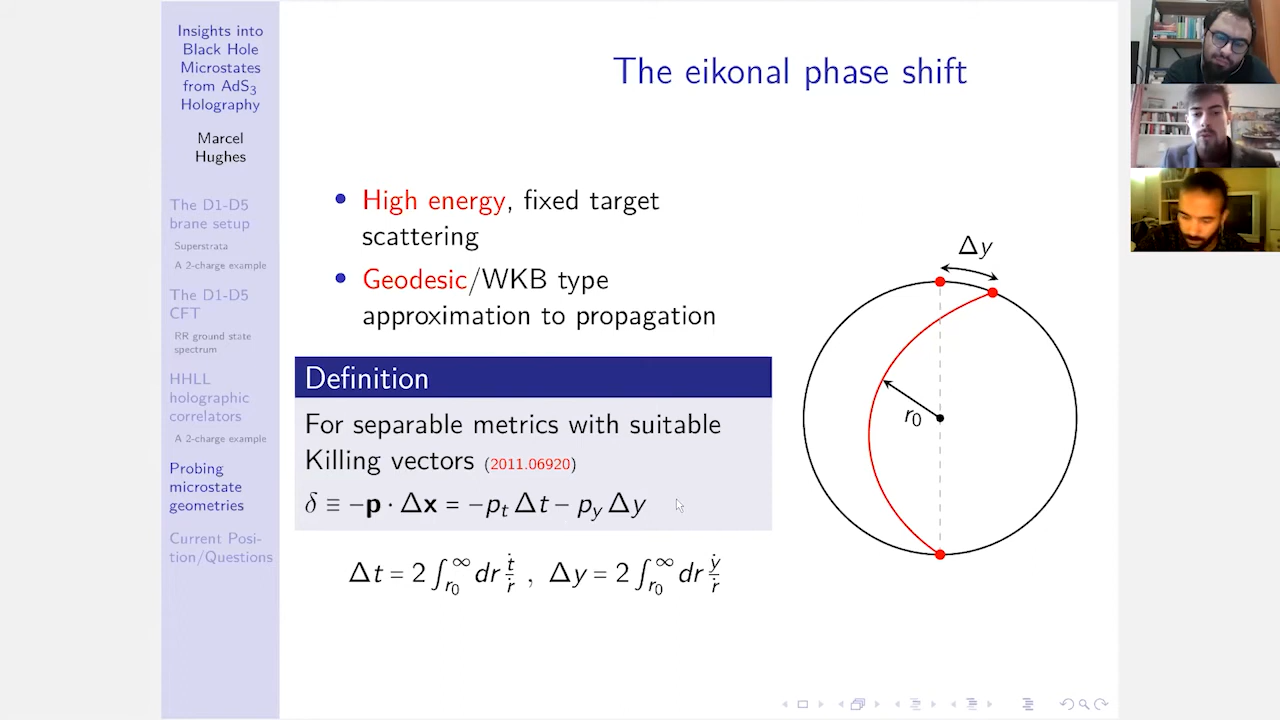 Insights into
Black Hole
Microstates
from AdS₃
Holography
Marcel
Hughes
The D1-D5
brane setup
Superstrata
A 2-charge example
The D1-D5
CFT
RR ground state
spectrum
HHLL
holographic
correlators
A 2-charge example
Probing
microstate
geometries
Current Posi-
tion/Questions
The eikonal phase shift
• High energy, fixed target
scattering
• Geodesic/WKB type
approximation to propagation
Definition
For separable metrics with suitable
Killing vectors (2011.06920)
δ ≡ −p · Δx = −pₜ Δt − p_y Δy
Δt = 2 ∫_{r₀}^∞ dr ṫ/ṙ , Δy = 2 ∫_{r₀}^∞ dr ẏ/ṙ
Δy
r₀